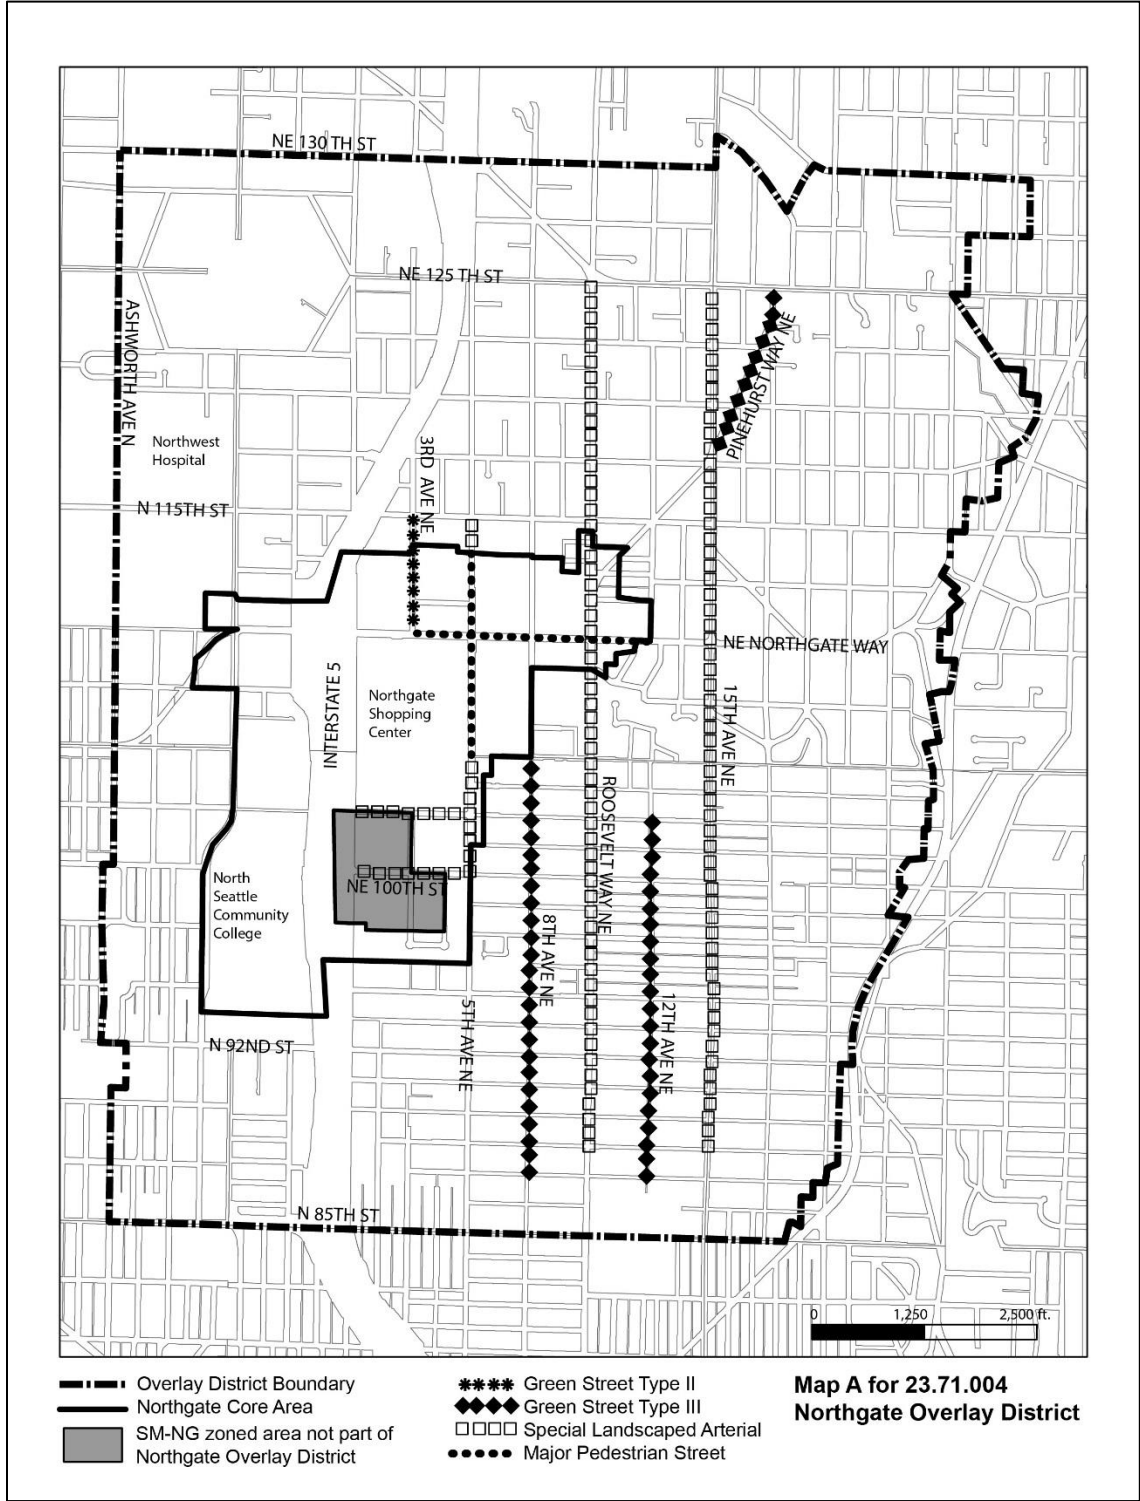 NE 130 TH ST
NE 125 TH ST
ASHWORTH AVE N
PINEHURST WAY NE
Northwest
Hospital
3RD AVE NE
N 115TH ST
NE NORTHGATE WAY
INTERSTATE 5
Northgate
Shopping
Center
15TH AVE NE
ROOSEVELT WAY NE
North
Seattle
Community
College
NE 100TH ST
8TH AVE NE
5TH AVE NE
12TH AVE NE
N 92ND ST
N 85TH ST
0 1,250 2,500 ft.
Overlay District Boundary
Northgate Core Area
SM-NG zoned area not part of
Northgate Overlay District
Green Street Type II
Green Street Type III
Special Landscaped Arterial
Major Pedestrian Street
Map A for 23.71.004
Northgate Overlay District